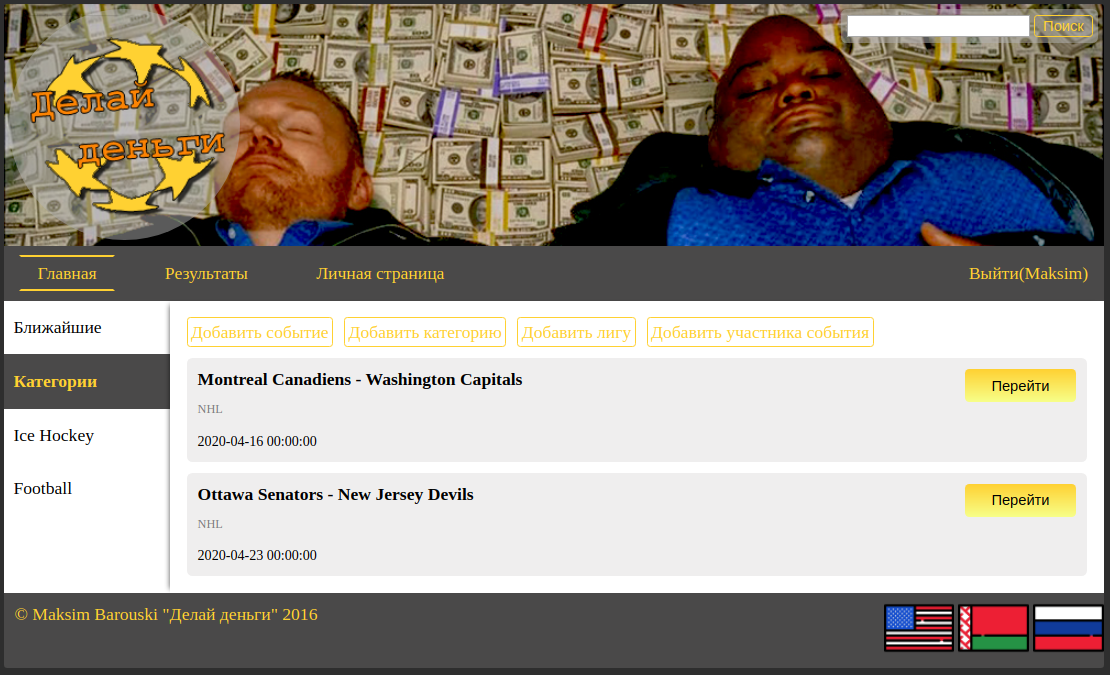 Поиск
Делай
деньги
Главная Результаты Личная страница Выйти(Maksim)
Ближайшие
Категории
Ice Hockey
Football
Добавить событие Добавить категорию Добавить лигу Добавить участника события
Montreal Canadiens - Washington Capitals
Перейти
NHL
2020-04-16 00:00:00
Ottawa Senators - New Jersey Devils
Перейти
NHL
2020-04-23 00:00:00
© Maksim Barouski "Делай деньги" 2016